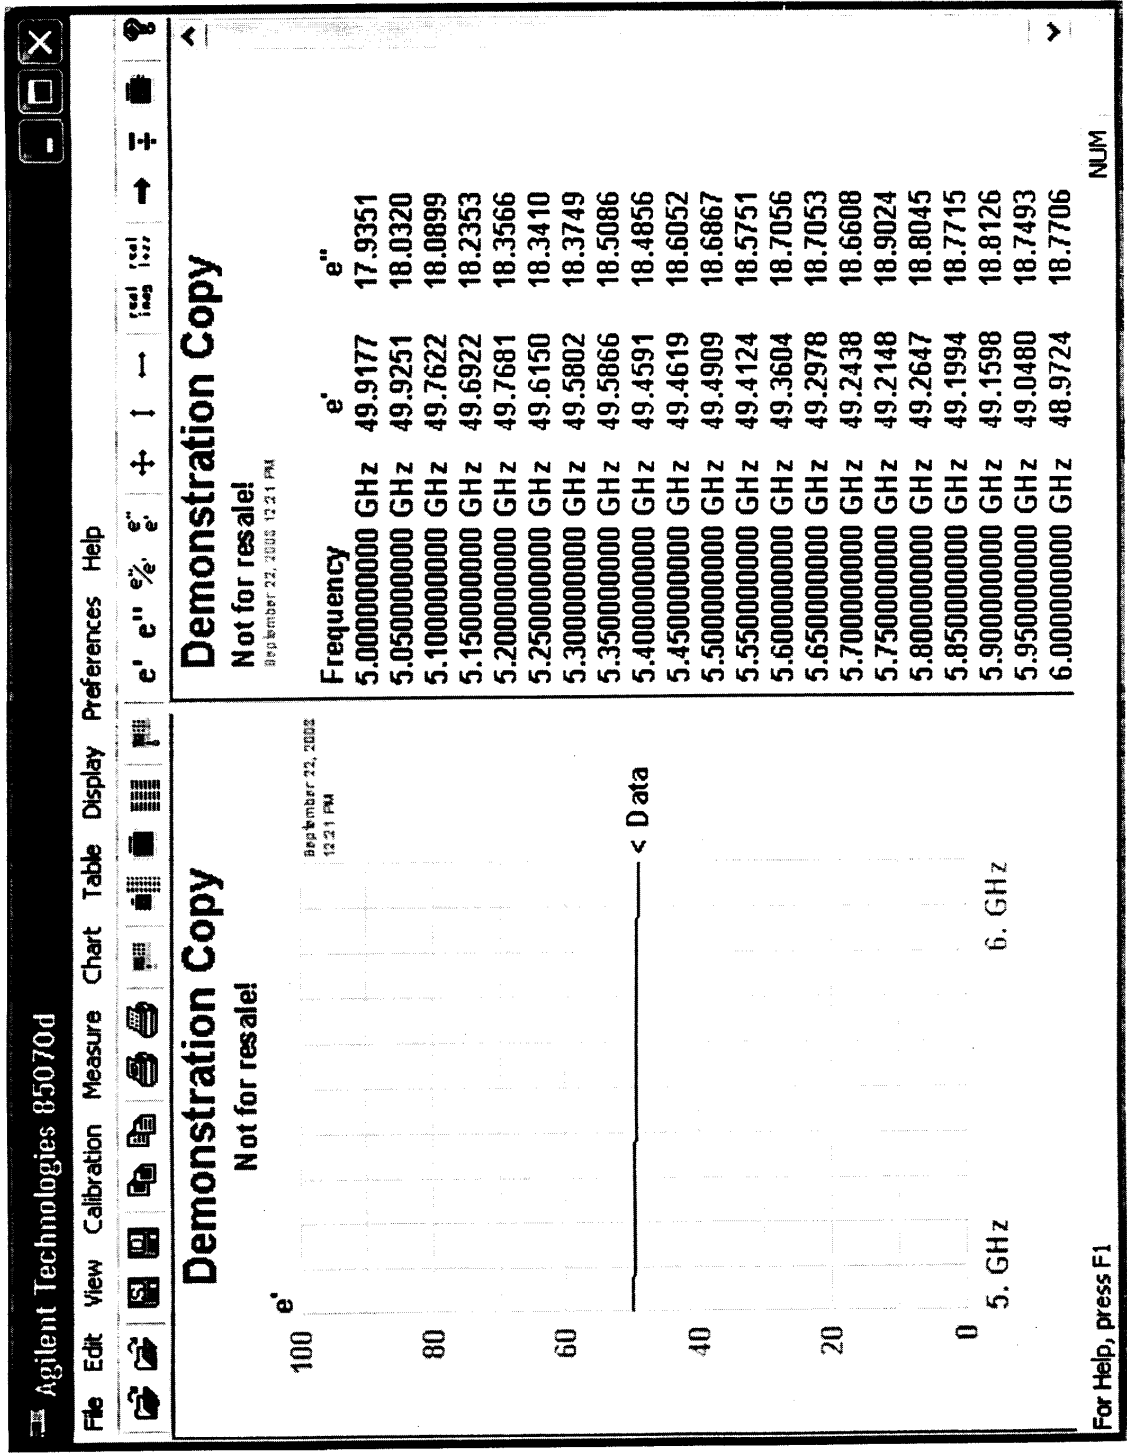 Agilent Technologies 85070d
File Edit View Calibration Measure Chart Table Display Preferences Help
e' e'' e''/e' e'' e'
real imag
Demonstration Copy
Not for resale!
September 22, 2008
12:21 PM
e'
100
80
60
40
20
0
5. GHz
6. GHz
< Data
Demonstration Copy
Not for resale!
September 22, 2008 12:21 PM
Frequency e' e''
5.000000000 GHz 49.9177 17.9351
5.050000000 GHz 49.9251 18.0320
5.100000000 GHz 49.7622 18.0899
5.150000000 GHz 49.6922 18.2353
5.200000000 GHz 49.7681 18.3566
5.250000000 GHz 49.6150 18.3410
5.300000000 GHz 49.5802 18.3749
5.350000000 GHz 49.5866 18.5086
5.400000000 GHz 49.4591 18.4856
5.450000000 GHz 49.4619 18.6052
5.500000000 GHz 49.4909 18.6867
5.550000000 GHz 49.4124 18.5751
5.600000000 GHz 49.3604 18.7056
5.650000000 GHz 49.2978 18.7053
5.700000000 GHz 49.2438 18.6608
5.750000000 GHz 49.2148 18.9024
5.800000000 GHz 49.2647 18.8045
5.850000000 GHz 49.1994 18.7715
5.900000000 GHz 49.1598 18.8126
5.950000000 GHz 49.0480 18.7493
6.000000000 GHz 48.9724 18.7706
For Help, press F1
NUM